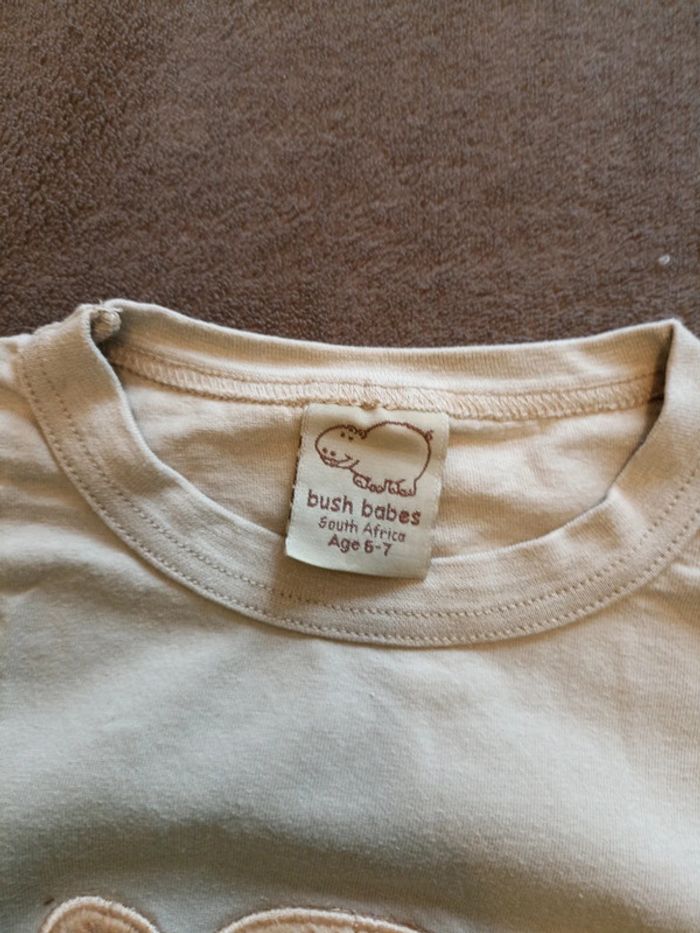 bush babes
South Africa
Age 6-7